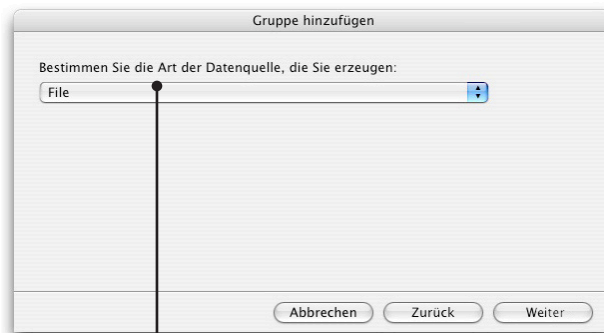 Gruppe hinzufügen
Bestimmen Sie die Art der Datenquelle, die Sie erzeugen:
File
Abbrechen Zurück Weiter